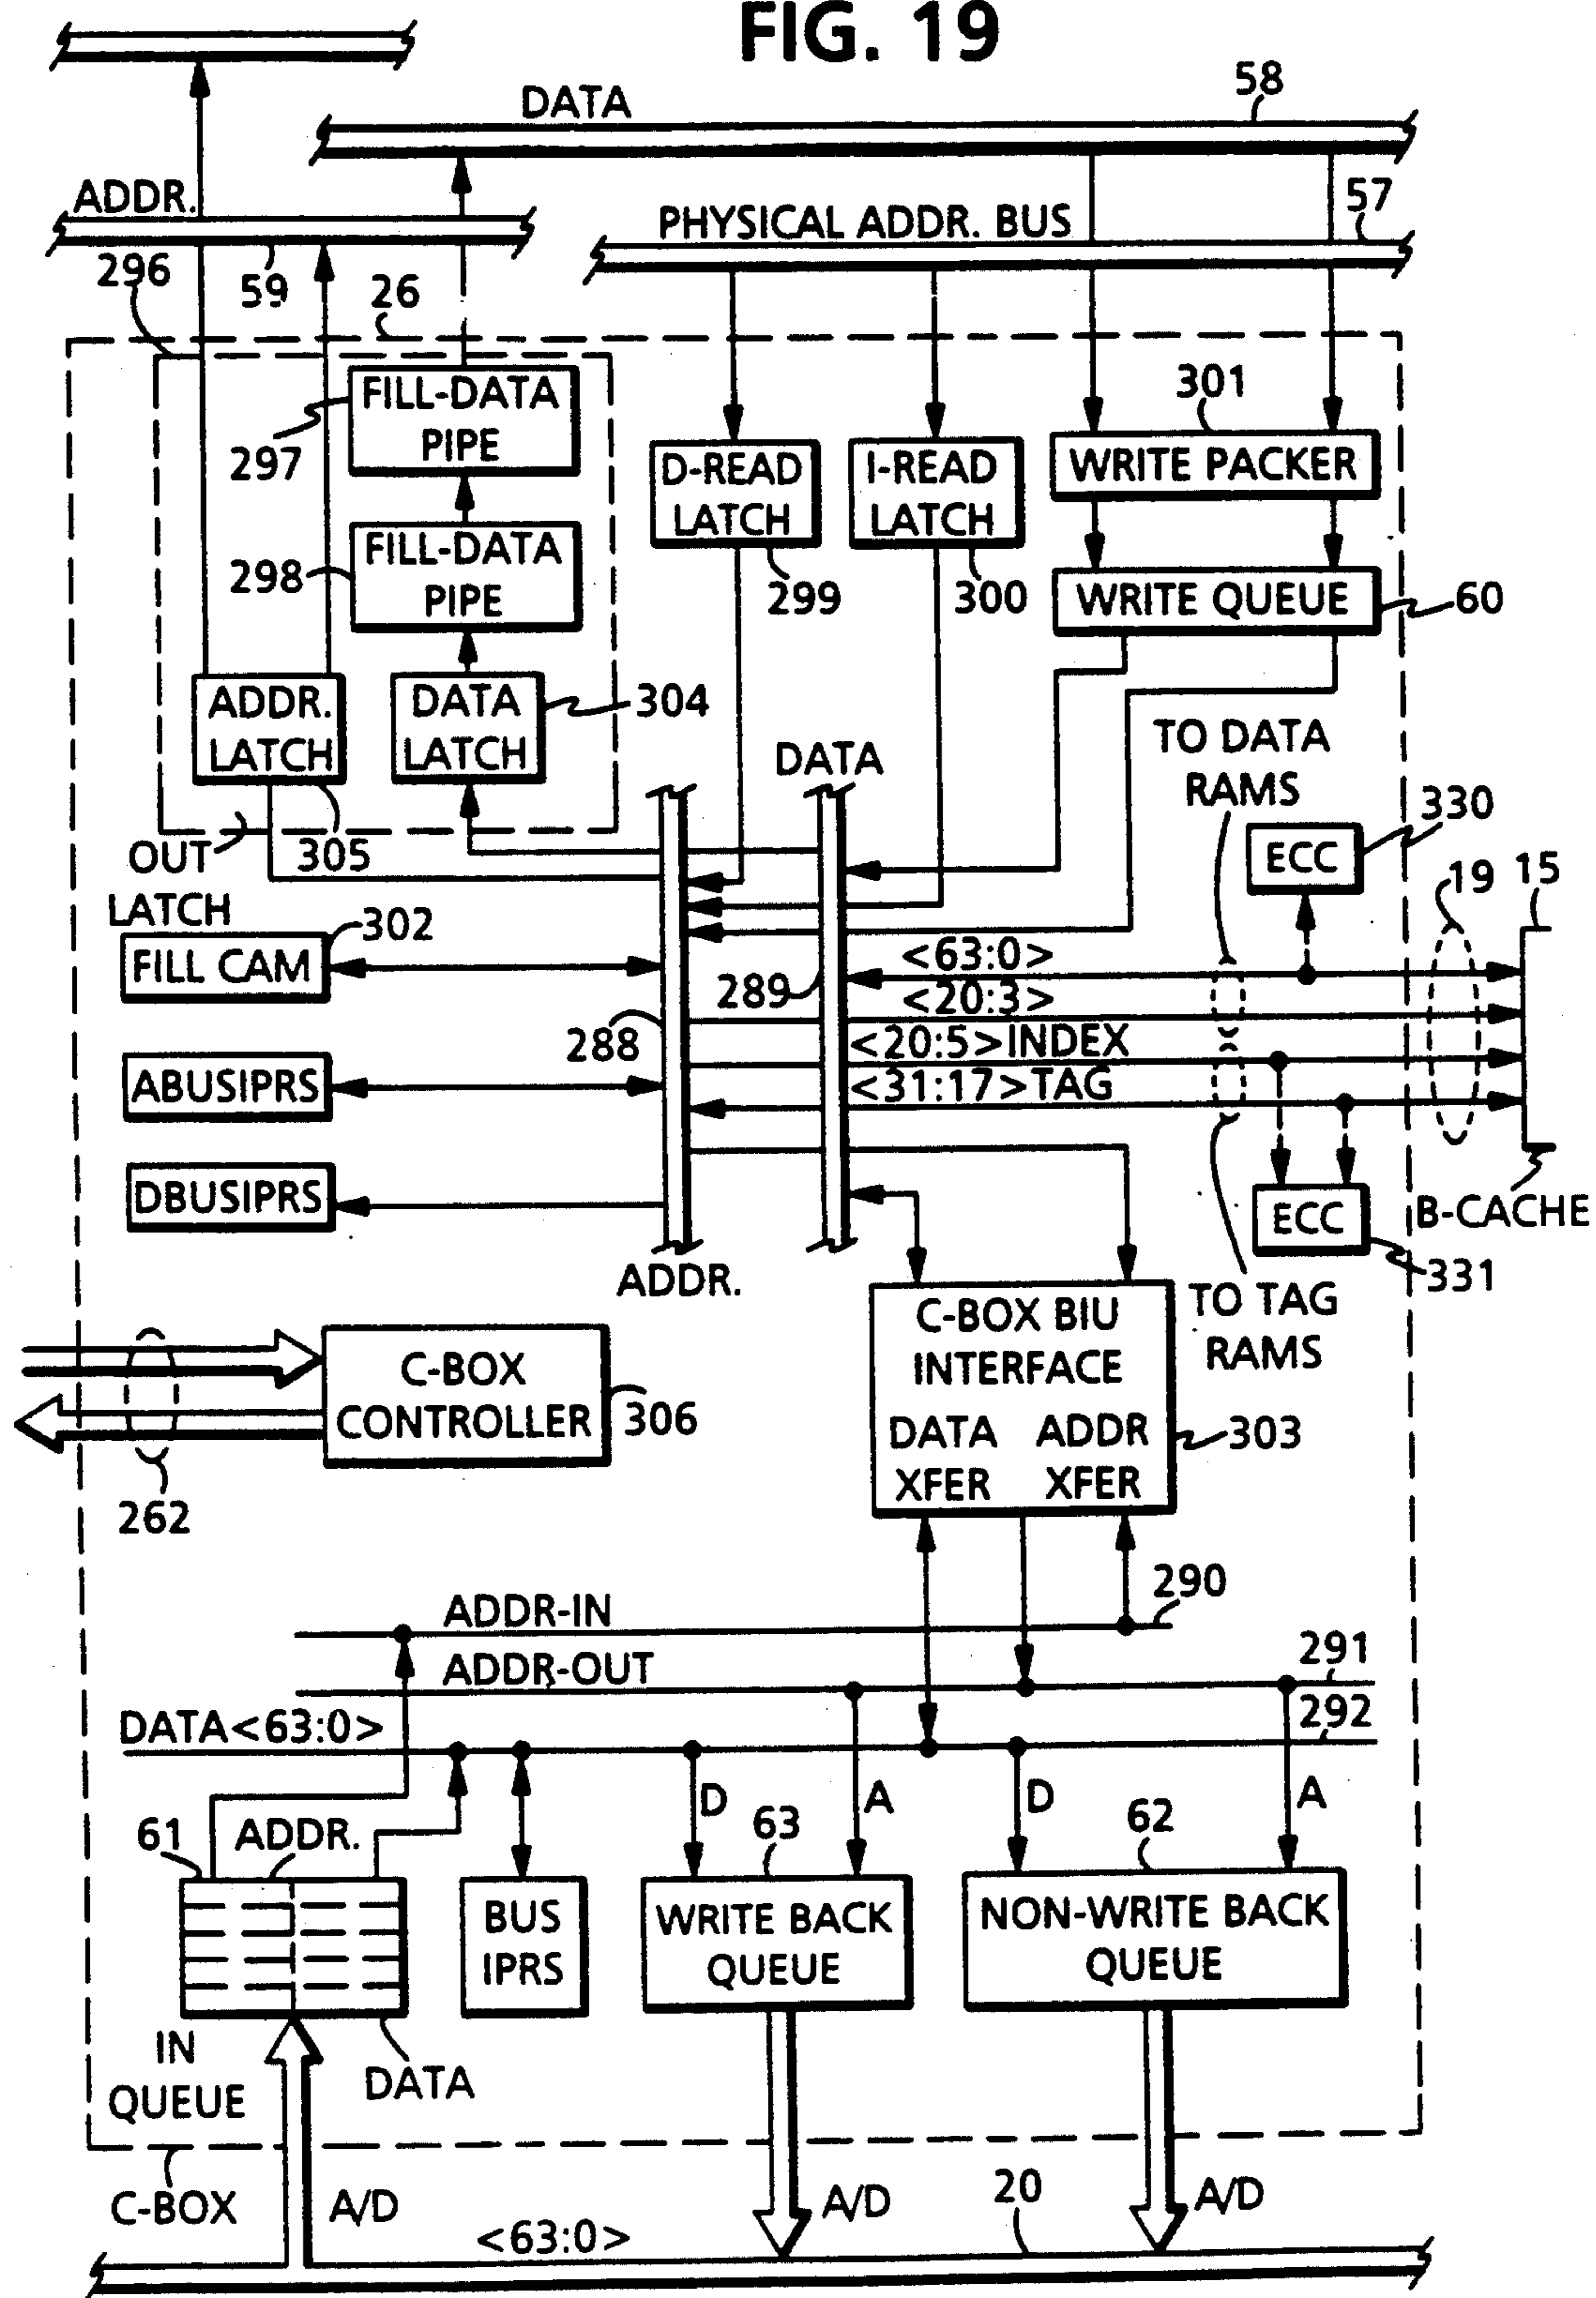 FIG. 19
58
DATA
ADDR.
PHYSICAL ADDR. BUS
57
296
59
26
FILL-DATA
PIPE
297
301
D-READ
LATCH
I-READ
LATCH
WRITE PACKER
FILL-DATA
PIPE
298
299
300
WRITE QUEUE
60
ADDR.
LATCH
DATA
LATCH
304
DATA
TO DATA
RAMS
330
OUT
LATCH
305
ECC
19
15
302
FILL CAM
<63:0>
289
<20:3>
288
<20:5>INDEX
ABUSIPRS
<31:17>TAG
DBUSIPRS
ECC
B-CACHE
331
ADDR.
TO TAG
RAMS
C-BOX BIU
INTERFACE
DATA
XFER
ADDR
XFER
303
C-BOX
CONTROLLER
306
262
290
ADDR-IN
ADDR-OUT
291
DATA<63:0>
292
D
A
D
A
61
ADDR.
63
62
BUS
IPRS
WRITE BACK
QUEUE
NON-WRITE BACK
QUEUE
IN
QUEUE
DATA
C-BOX
A/D
A/D
20
A/D
<63:0>